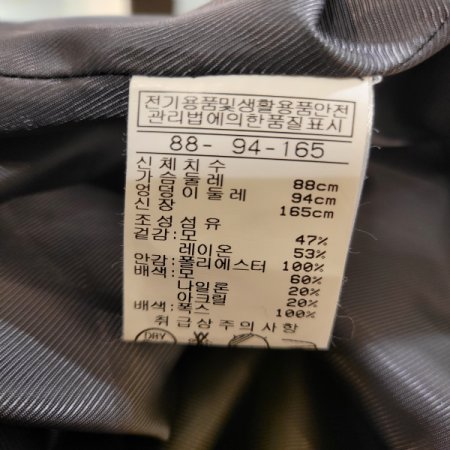 전기용품및생활용품안전
관리법에의한품질표시
88- 94-165
신체치수
가슴둘레 88cm
엉덩이둘레 94cm
신장 165cm
조성섬유
겉감:모 47%
레이온 53%
안감:폴리에스터 100%
배색:모 60%
나일론 20%
아크릴 20%
배색:폭스 100%
취급상주의사항
DRY